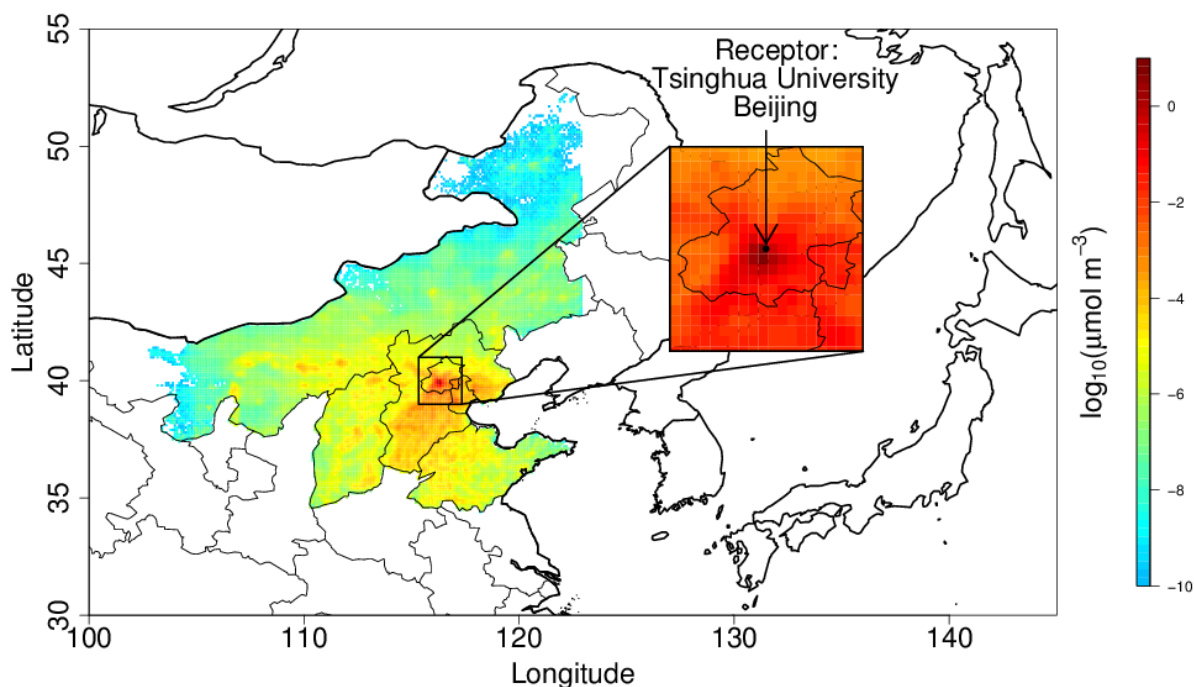 Receptor:
Tsinghua University
Beijing
55
50
45
40
35
30
Latitude
100
110
120
130
140
Longitude
0
−2
−4
−6
−8
−10
log10(μmol m−3)